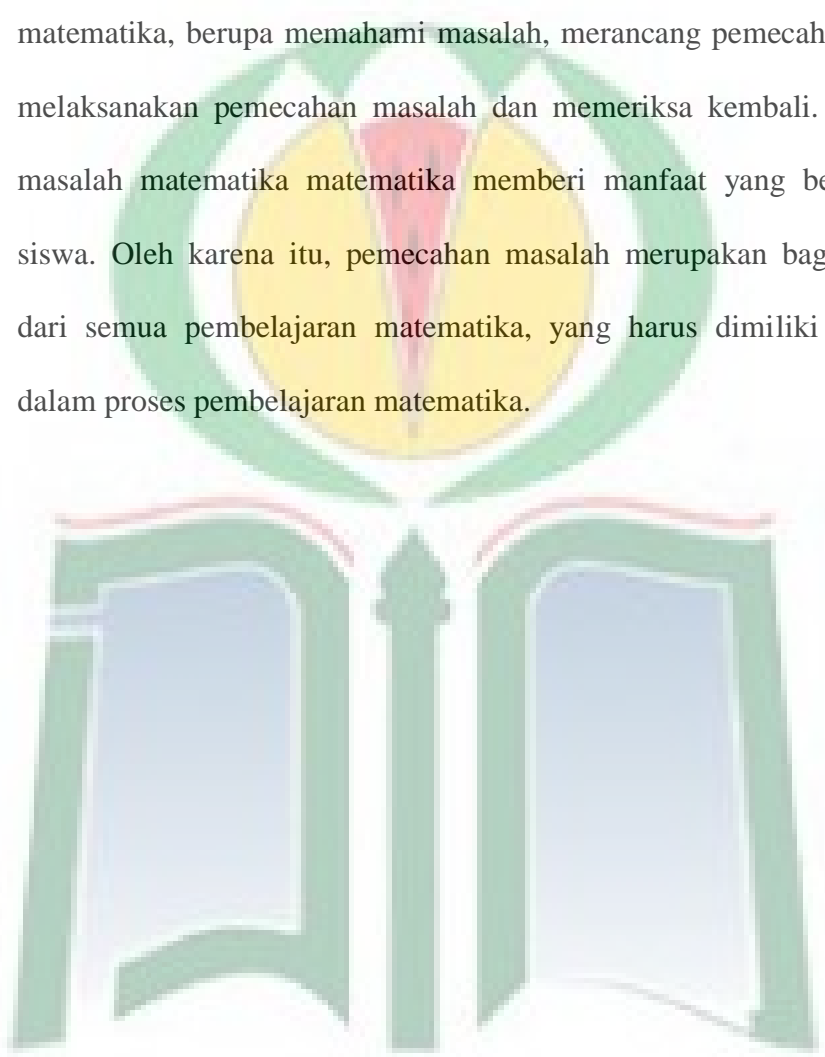 matematika, berupa memahami masalah, merancang pemecah
melaksanakan pemecahan masalah dan memeriksa kembali.
masalah matematika matematika memberi manfaat yang be
siswa. Oleh karena itu, pemecahan masalah merupakan bag
dari semua pembelajaran matematika, yang harus dimiliki
dalam proses pembelajaran matematika.